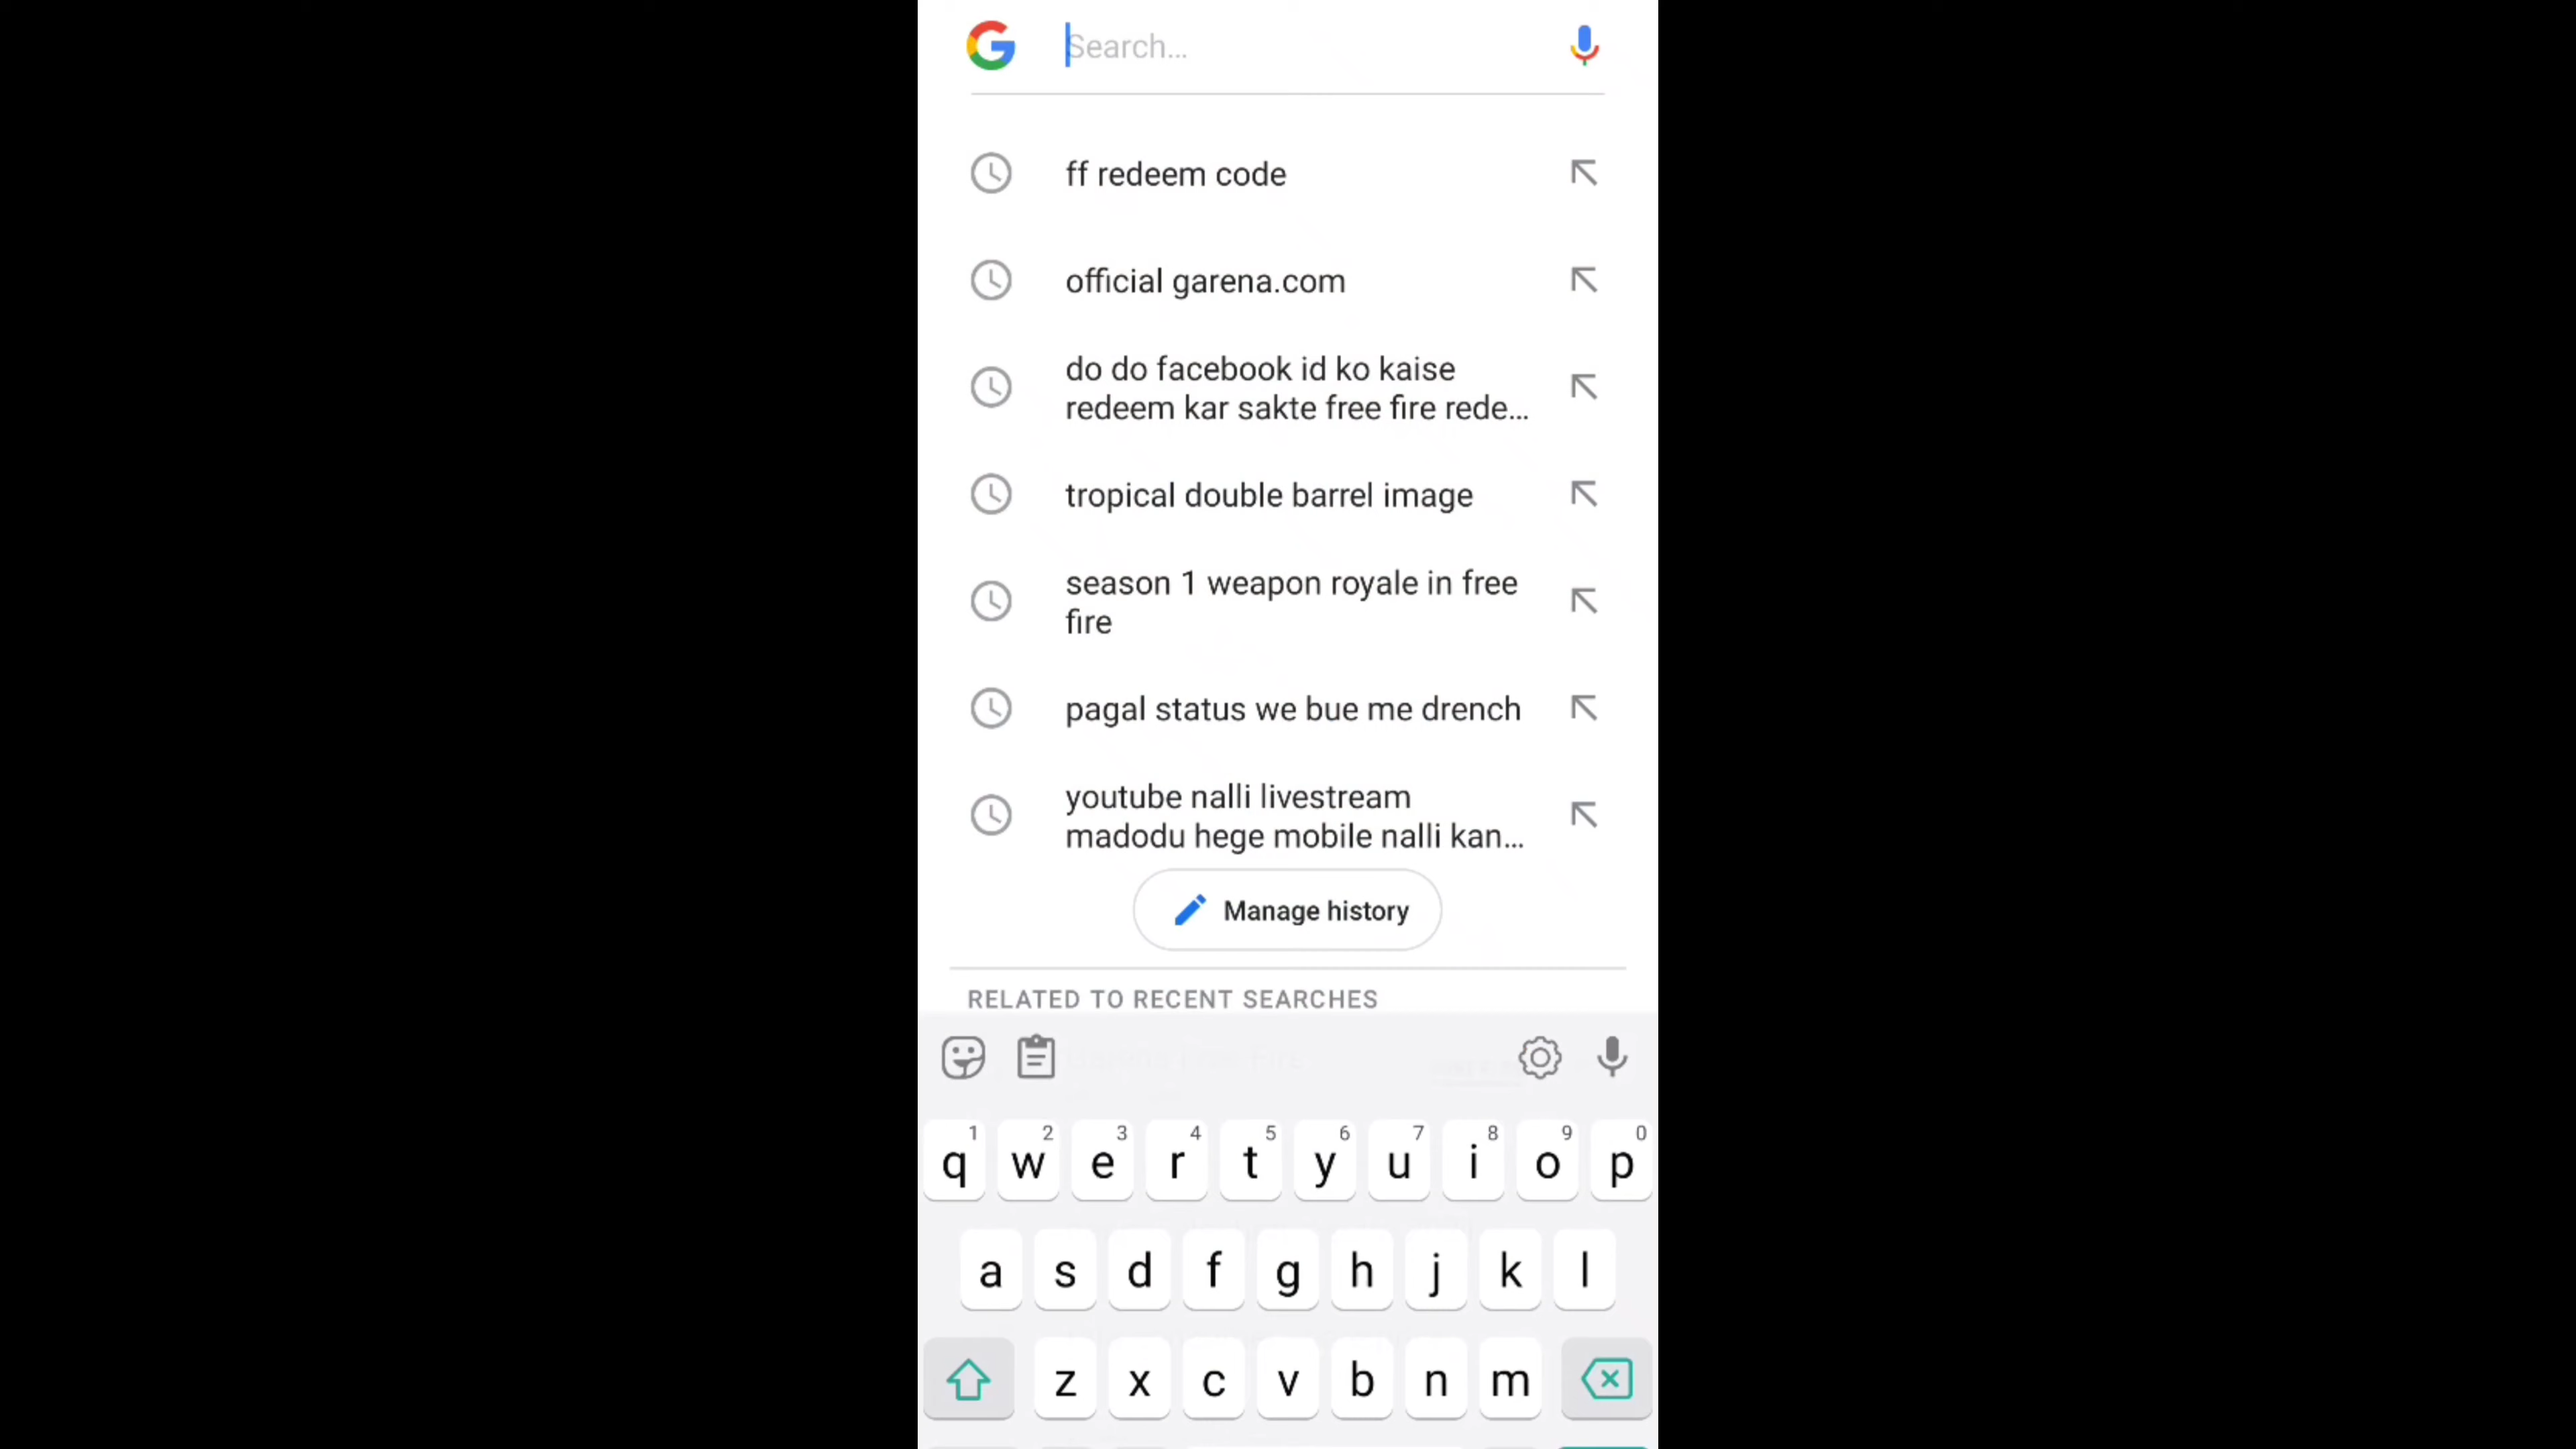 Search...
ff redeem code
official garena.com
do do facebook id ko kaise
redeem kar sakte free fire rede...
tropical double barrel image
season 1 weapon royale in free
fire
pagal status we bue me drench
youtube nalli livestream
madodu hege mobile nalli kan...
Manage history
RELATED TO RECENT SEARCHES
1 2 3 4 5 6 7 8 9 0
q w e r t y u i o p
a s d f g h j k l
z x c v b n m